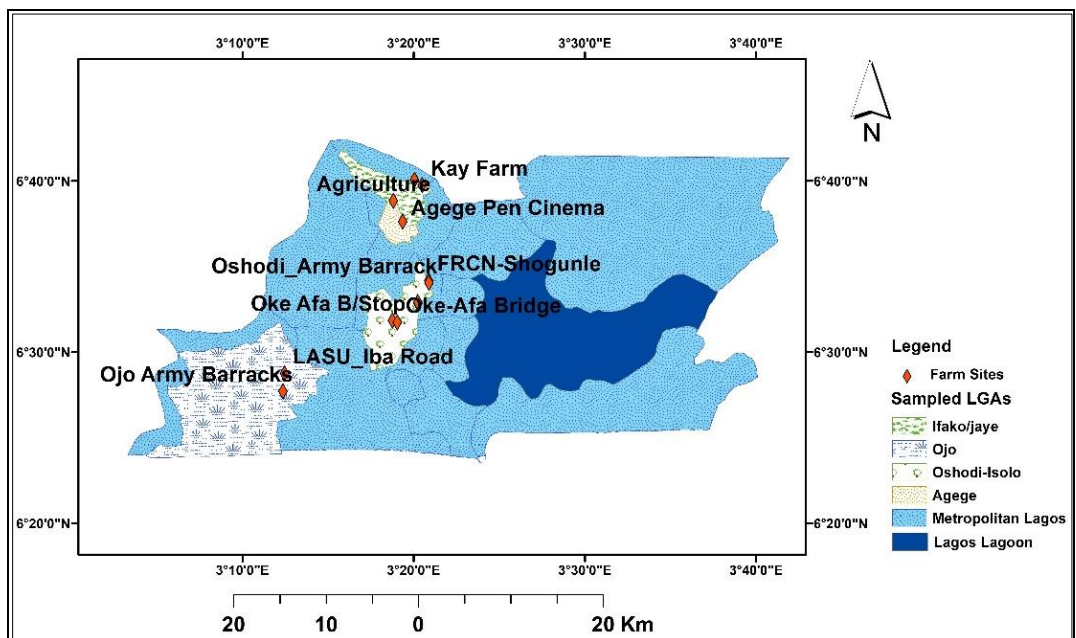 3°10'0"E 3°20'0"E 3°30'0"E 3°40'0"E
N
6°40'0"N 6°40'0"N
Kay Farm
Agriculture
Agege Pen Cinema
Oshodi_Army Barrack FRCN-Shogunle
Oke Afa B/Stop Oke-Afa Bridge
6°30'0"N 6°30'0"N
LASU_Iba Road
Ojo Army Barracks
6°20'0"N 6°20'0"N
3°10'0"E 3°20'0"E 3°30'0"E 3°40'0"E
20 10 0 20 Km
Legend
Farm Sites
Sampled LGAs
Ifako/jaye
Ojo
Oshodi-Isolo
Agege
Metropolitan Lagos
Lagos Lagoon